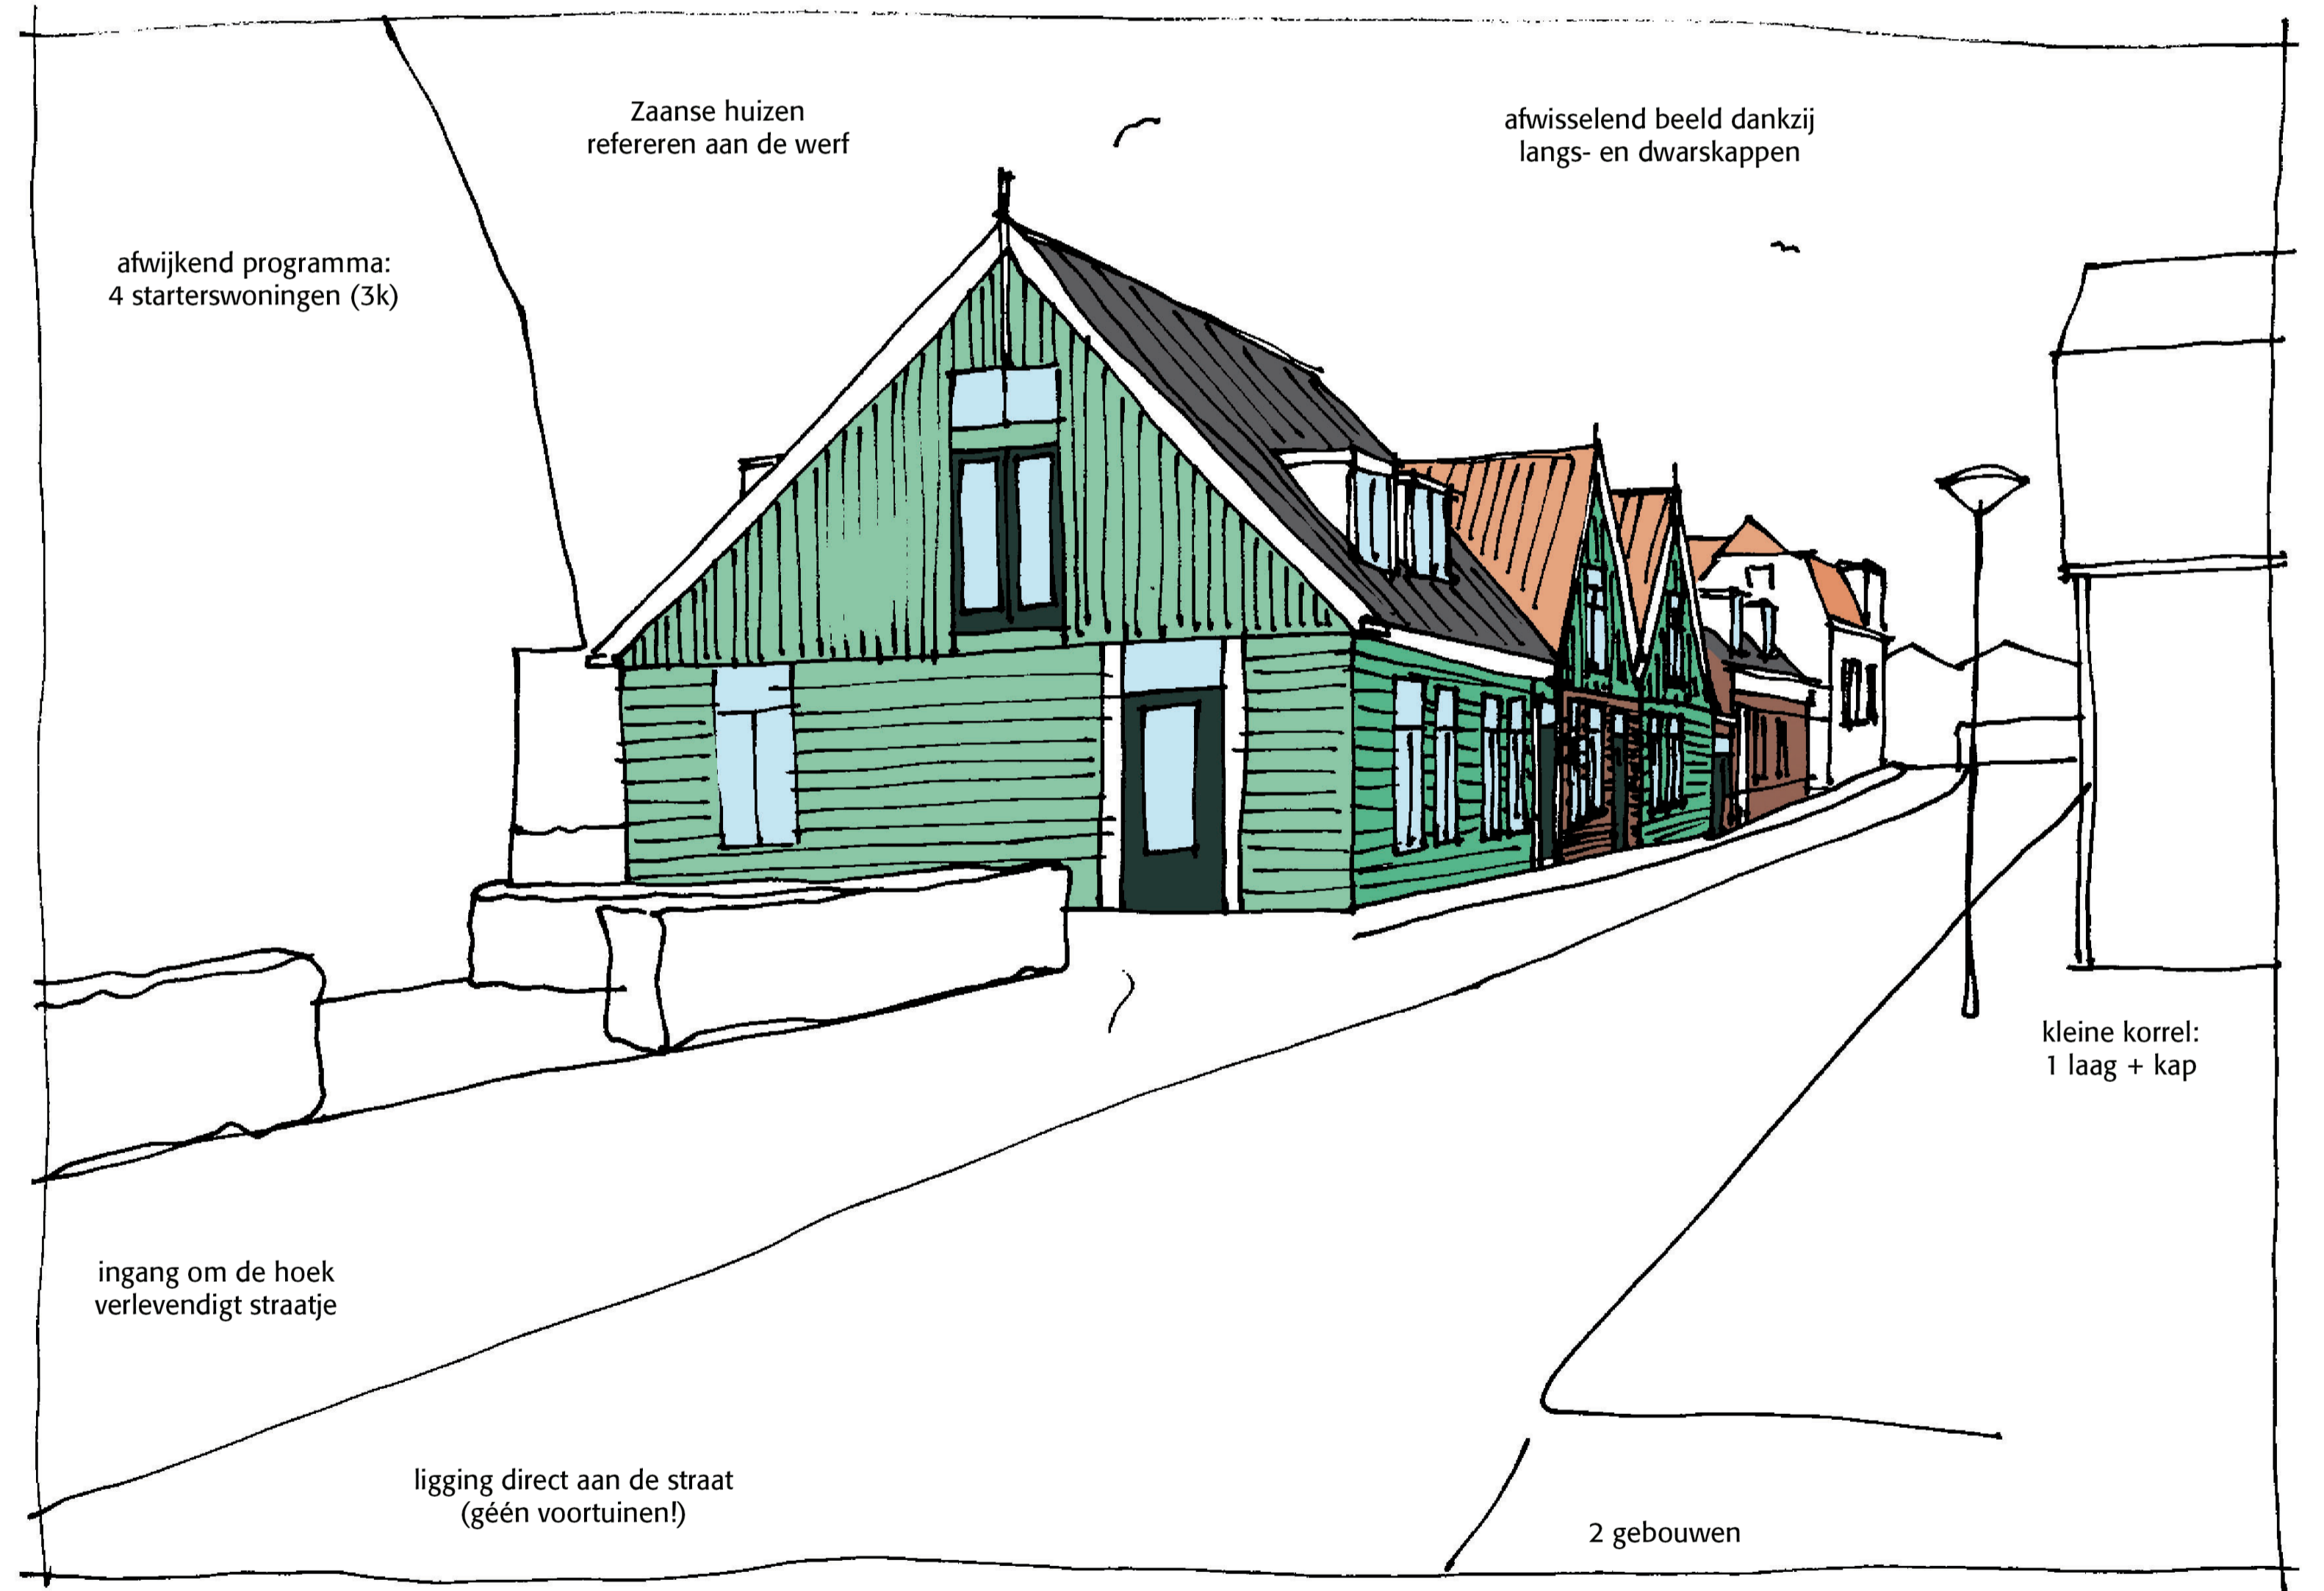 Zaanse huizen
refereren aan de werf
afwisselend beeld dankzij
langs- en dwarskappen
afwijkend programma:
4 starterswoningen (3k)
kleine korrel:
1 laag + kap
ingang om de hoek
verlevendigt straatje
ligging direct aan de straat
(géén voortuinen!)
2 gebouwen